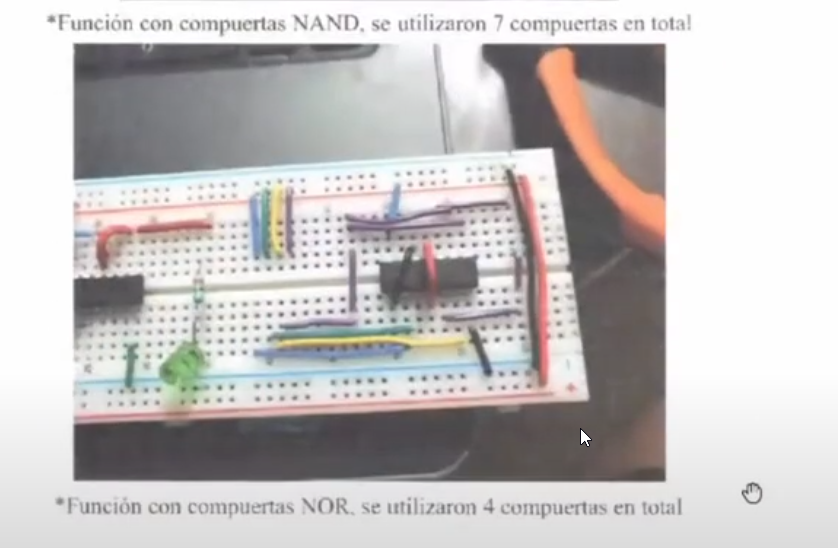 *Función con compuertas NAND, se utilizaron 7 compuertas en total
*Función con compuertas NOR, se utilizaron 4 compuertas en total